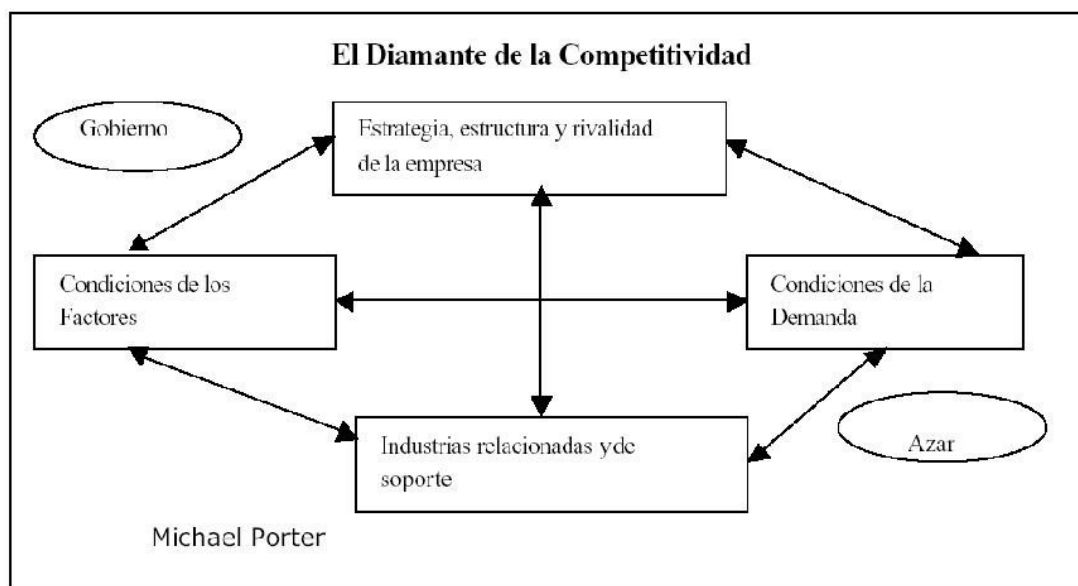 El Diamante de la Competitividad
Gobierno
Estrategia, estructura y rivalidad
de la empresa
Condiciones de los
Factores
Condiciones de la
Demanda
Industrias relacionadas yde
soporte
Azar
Michael Porter